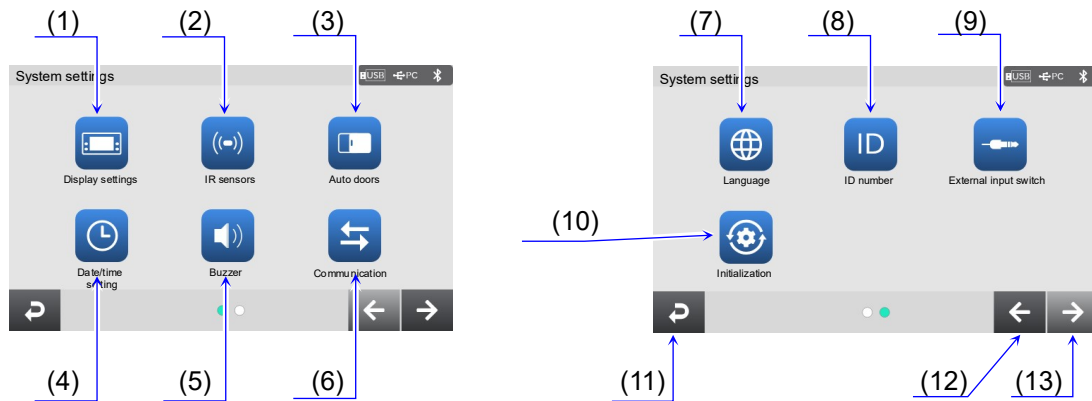 (1) (2) (3)
System settings USB PC
Display settings IR sensors Auto doors
Date/time setting Buzzer Communication
(4) (5) (6)
(7) (8) (9)
System settings USB PC
ID
Language ID number External input switch
(10)
Initialization
(11) (12) (13)